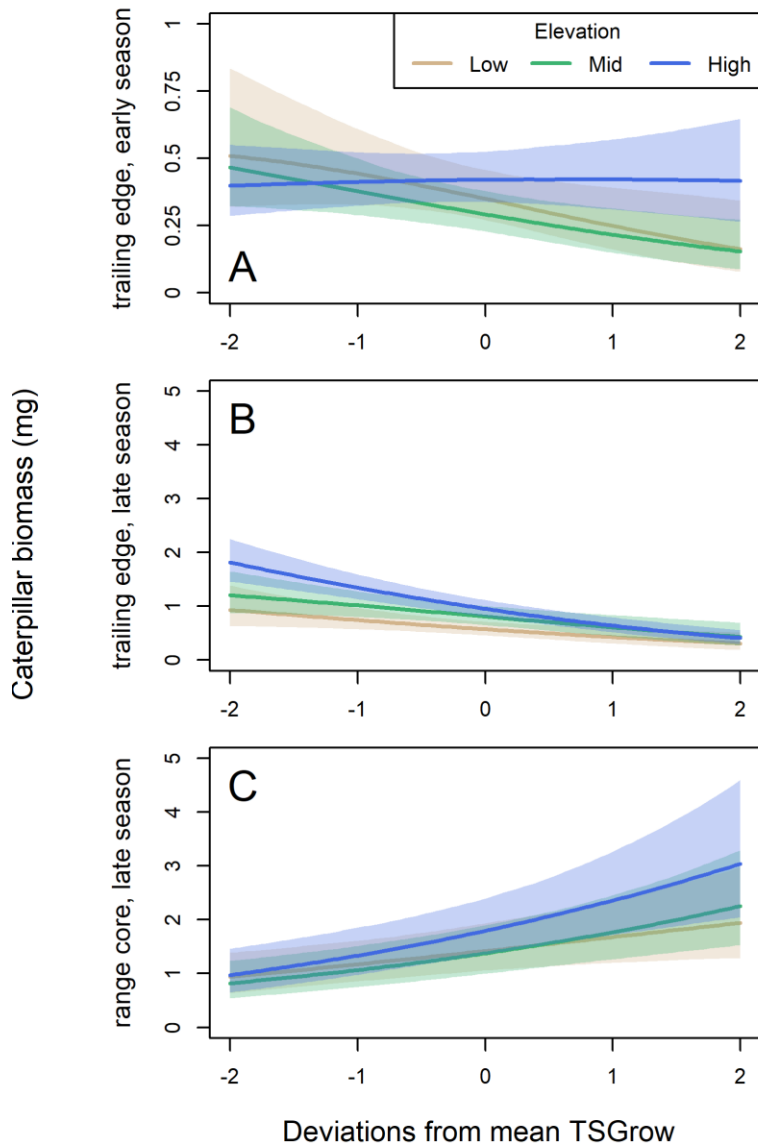 Elevation
Low Mid High
Caterpillar biomass (mg)
trailing edge, early season
1
0.75
0.5
0.25
0
A
-2 -1 0 1 2
trailing edge, late season
5
4
3
2
1
0
B
-2 -1 0 1 2
range core, late season
5
4
3
2
1
0
C
-2 -1 0 1 2
Deviations from mean TSGrow